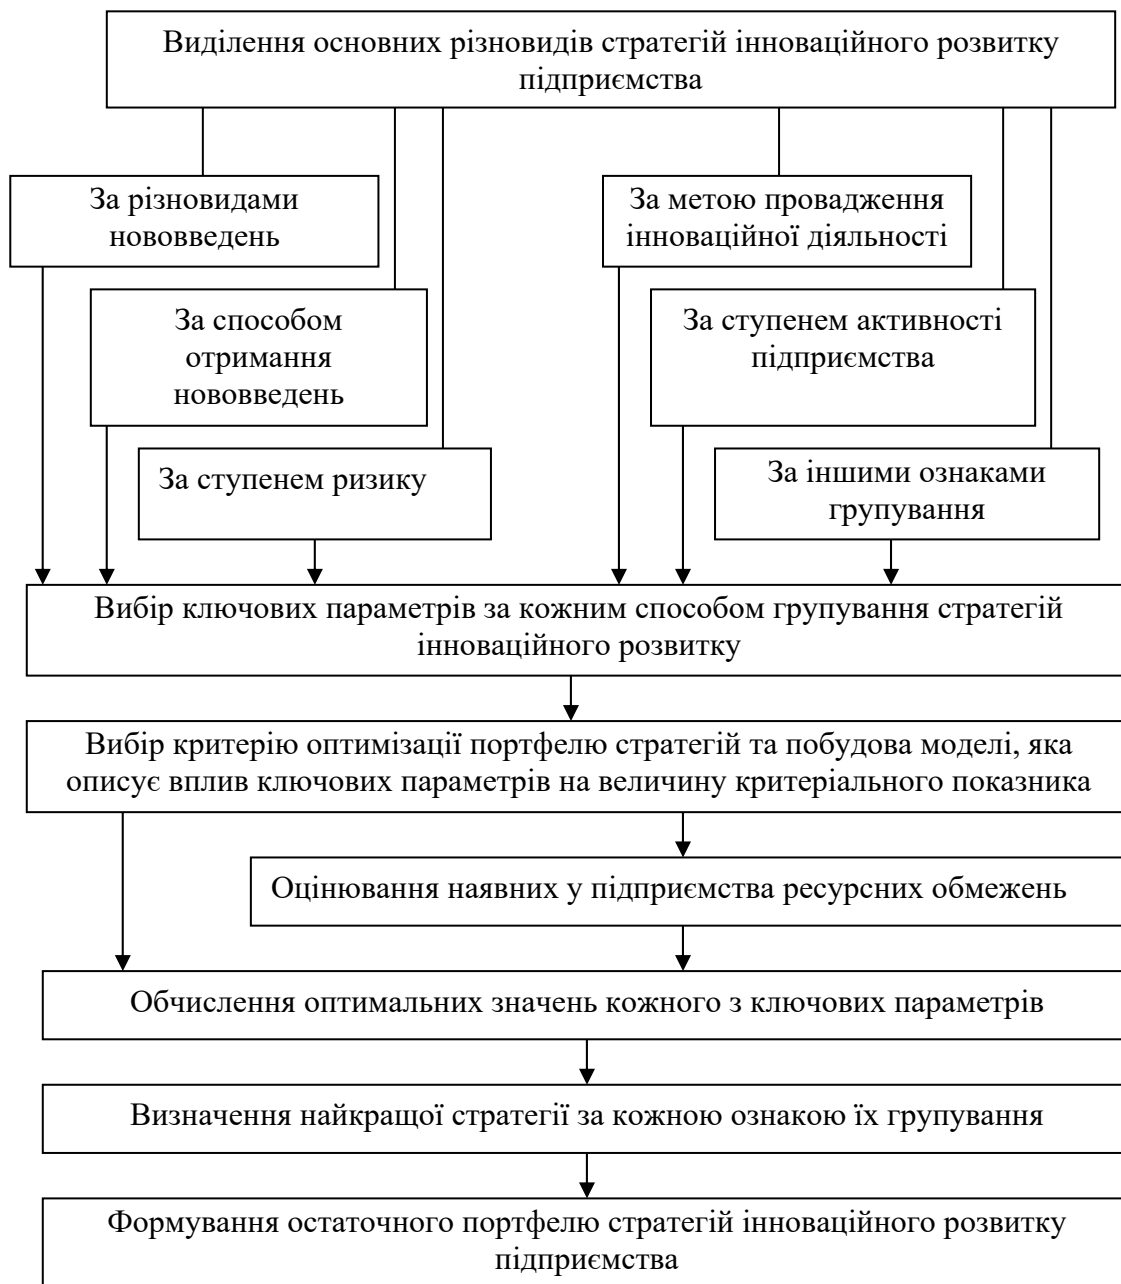 Виділення основних різновидів стратегій інноваційного розвитку
підприємства
За різновидами
нововведень
За метою провадження
інноваційної діяльності
За способом
отримання
нововведень
За ступенем активності
підприємства
За ступенем ризику
За іншими ознаками
групування
Вибір ключових параметрів за кожним способом групування стратегій
інноваційного розвитку
Вибір критерію оптимізації портфелю стратегій та побудова моделі, яка
описує вплив ключових параметрів на величину критеріального показника
Оцінювання наявних у підприємства ресурсних обмежень
Обчислення оптимальних значень кожного з ключових параметрів
Визначення найкращої стратегії за кожною ознакою їх групування
Формування остаточного портфелю стратегій інноваційного розвитку
підприємства